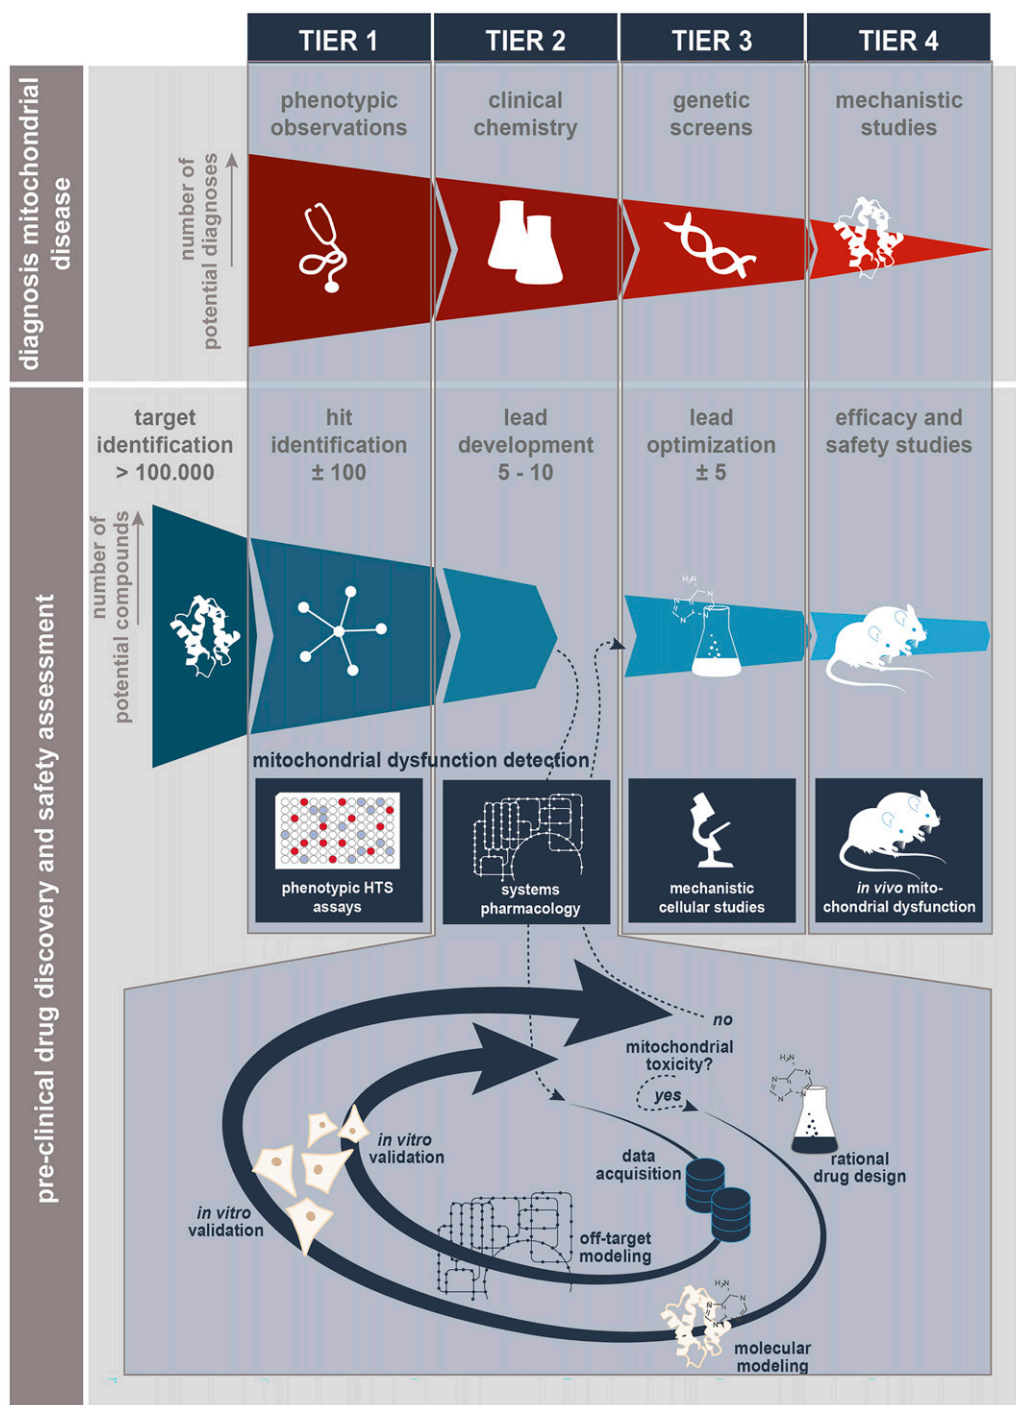 TIER 1
TIER 2
TIER 3
TIER 4
diagnosis mitochondrial
disease
number of
potential diagnoses
phenotypic
observations
clinical
chemistry
genetic
screens
mechanistic
studies
pre-clinical drug discovery and safety assessment
target
identification
> 100.000
hit
identification
± 100
lead
development
5 - 10
lead
optimization
± 5
efficacy and
safety studies
number of
potential compounds
H₂N
N
N
N
N
mitochondrial dysfunction detection
phenotypic HTS
assays
systems
pharmacology
mechanistic
cellular studies
in vivo mito-
chondrial dysfunction
no
mitochondrial
toxicity?
yes
H₂N
N
N
N
N
rational
drug design
in vitro
validation
data
acquisition
in vitro
validation
off-target
modeling
H₂N
N
N
N
N
molecular
modeling